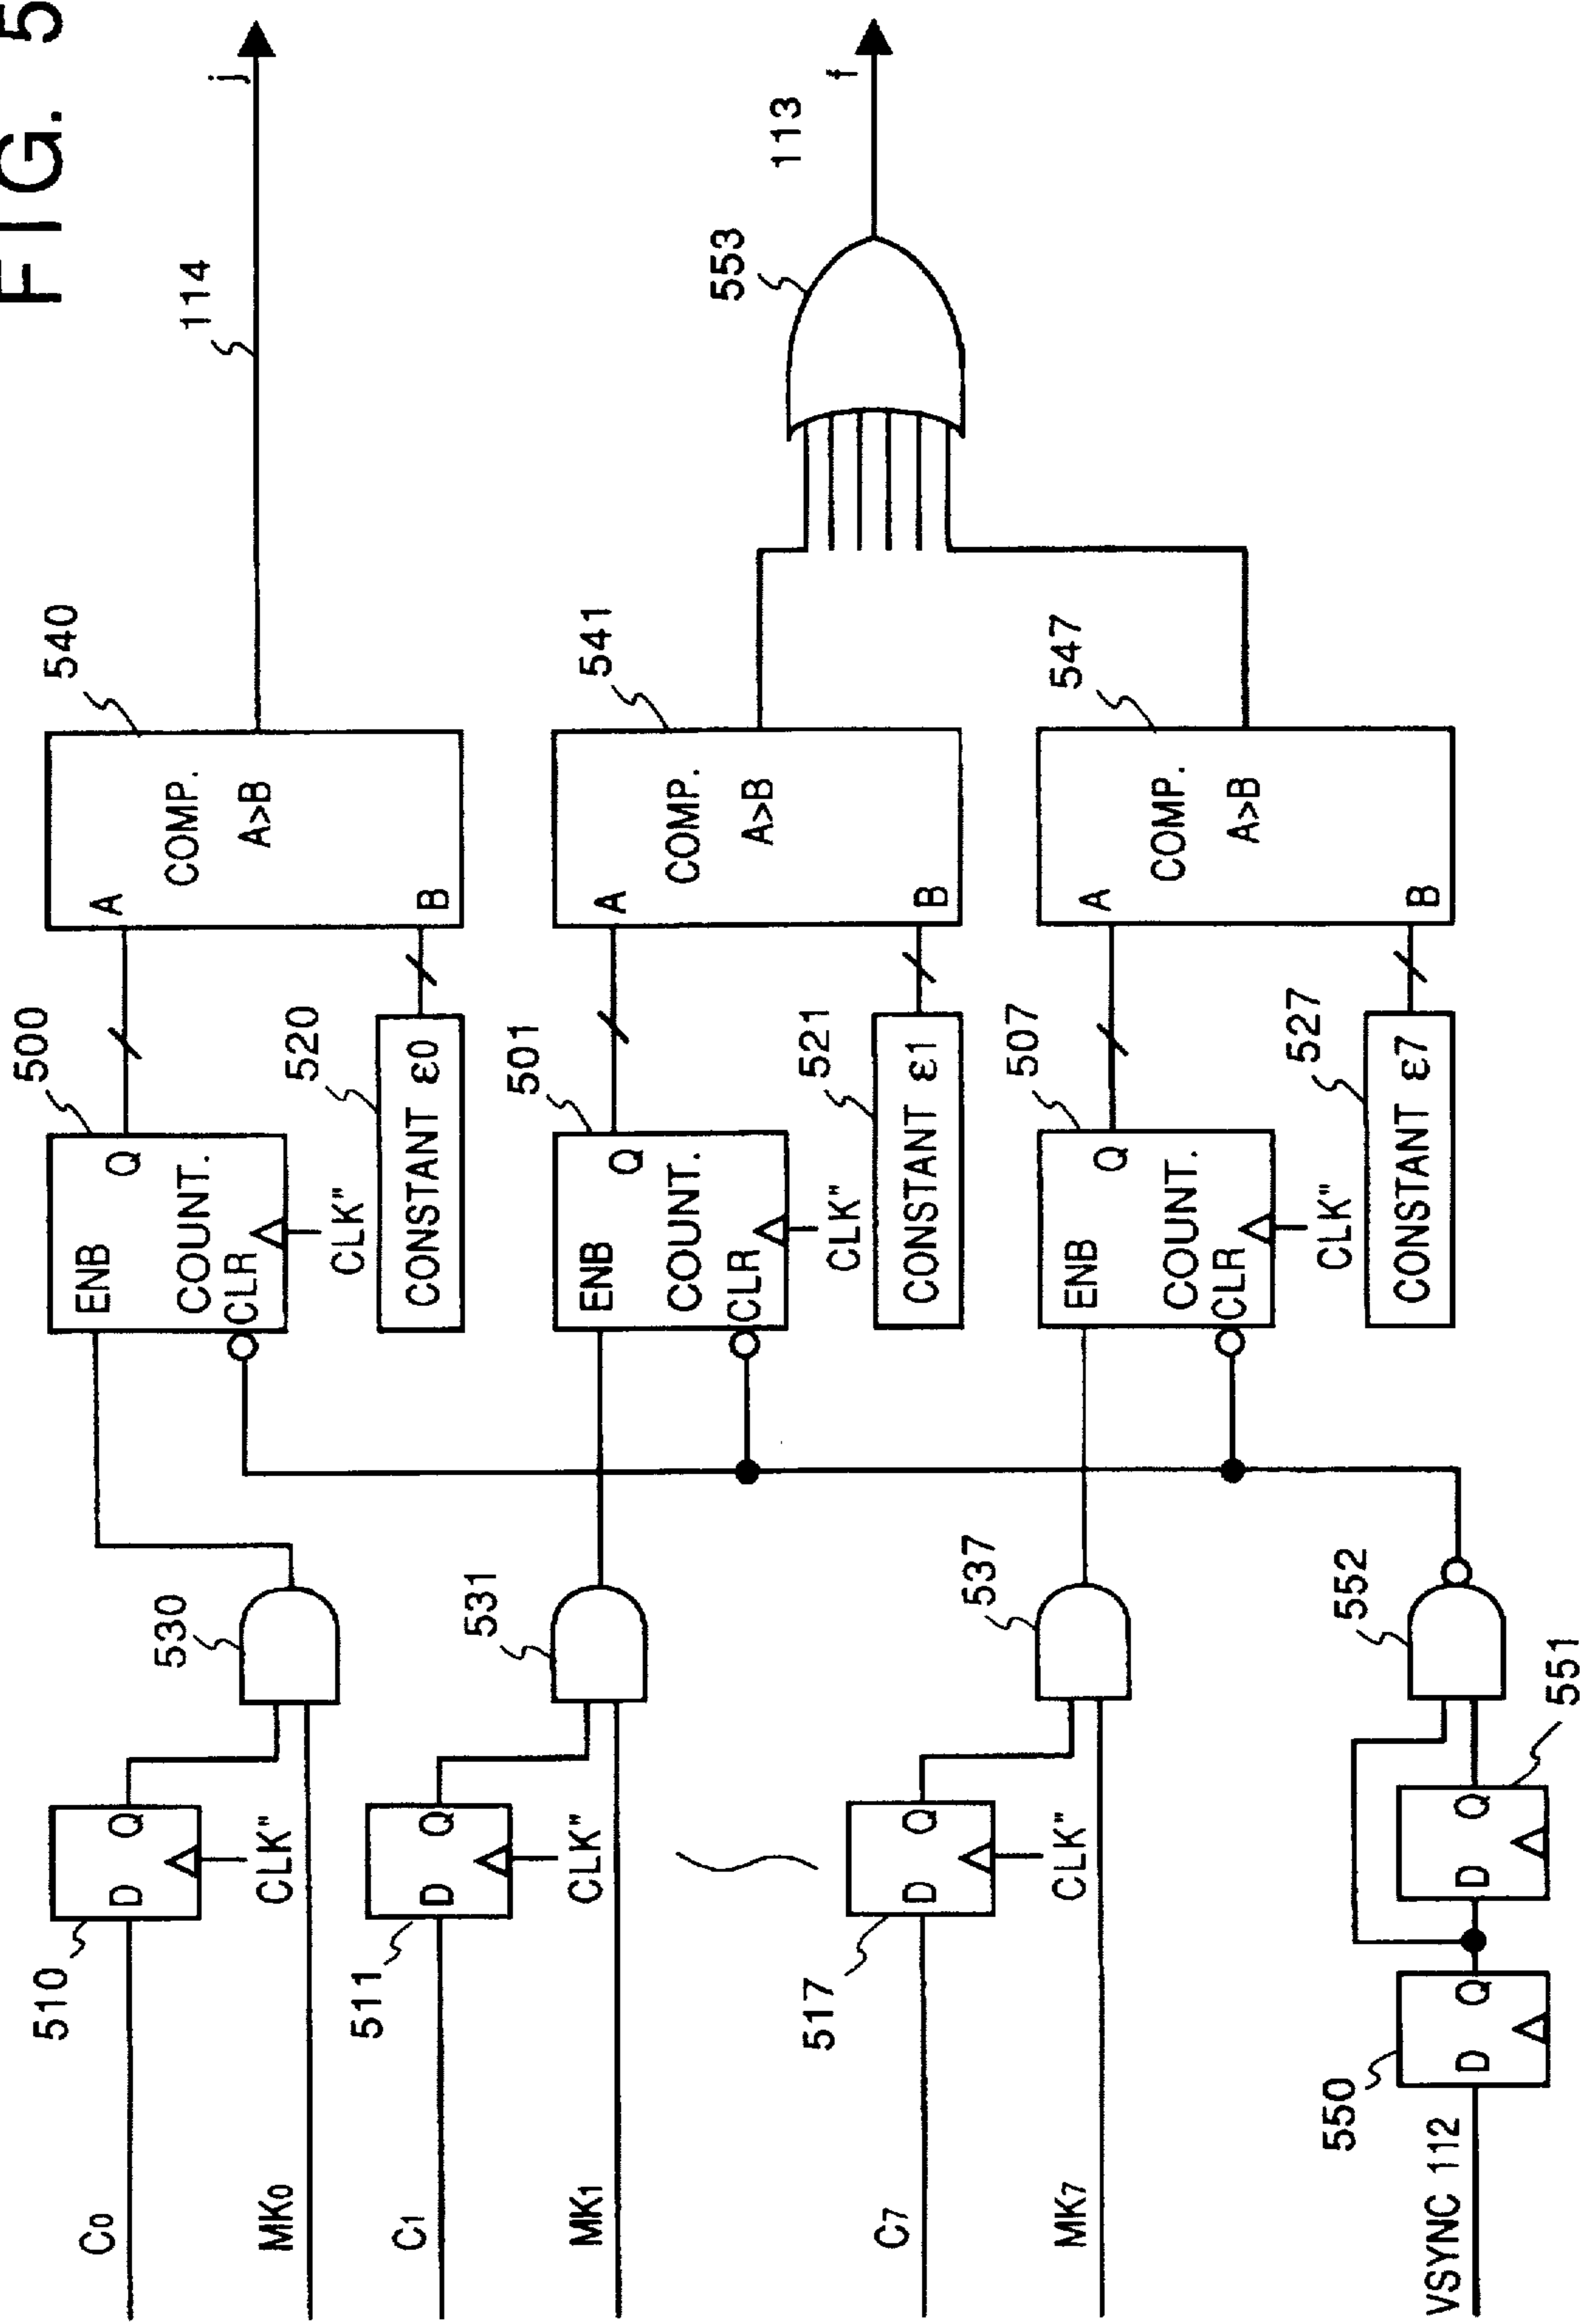 FIG. 5
C0
510
D Q
CLK"
MK0
530
ENB
Q
COUNT.
CLR
CLK"
500
CONSTANT ε0
520
A
COMP.
A>B
B
540
114
j
C1
511
D Q
CLK"
MK1
531
ENB
Q
COUNT.
CLR
CLK"
501
CONSTANT ε1
521
A
COMP.
A>B
B
541
553
113
f
C7
517
D Q
CLK"
MK7
537
ENB
Q
COUNT.
CLR
CLK"
507
CONSTANT ε7
527
A
COMP.
A>B
B
547
VSYNC 112
550
D Q
D Q
551
552